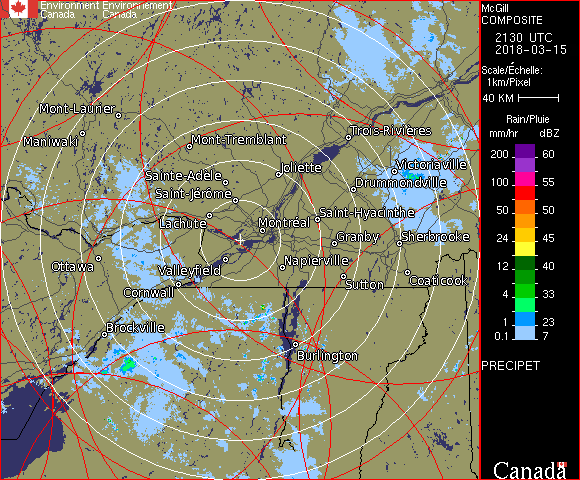 Environment Environnement
Canada Canada
McGill
COMPOSITE
2130 UTC
2018-03-15
Scale/Échelle:
1km/Pixel
40 KM
Rain/Pluie
mm/hr dBZ
200 60
100 55
50 50
24 45
12 40
4 33
1 23
0.1 7
PRECIPET
Canada
Mont-Laurier
Maniwaki
Mont-Tremblant
Trois-Rivières
Sainte-Adèle
Joliette
Victoriaville
Saint-Jérôme
Drummondville
Lachute
Montréal
Saint-Hyacinthe
Granby
Sherbrooke
Ottawa
Valleyfield
Napierville
Cornwall
Sutton
Coaticook
Brockville
Burlington